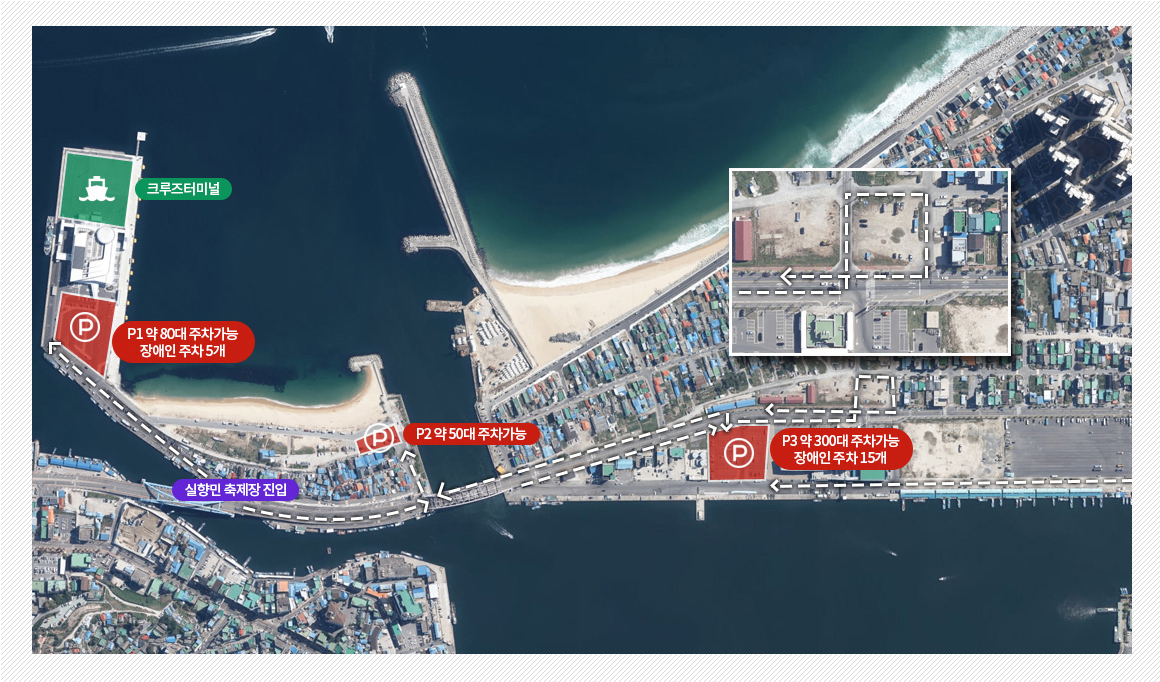 크루즈터미널
P
P1 약 80대 주차가능
장애인 주차 5개
P
P2 약 50대 주차가능
P
P3 약 300대 주차가능
장애인 주차 15개
실향민 축제장 진입